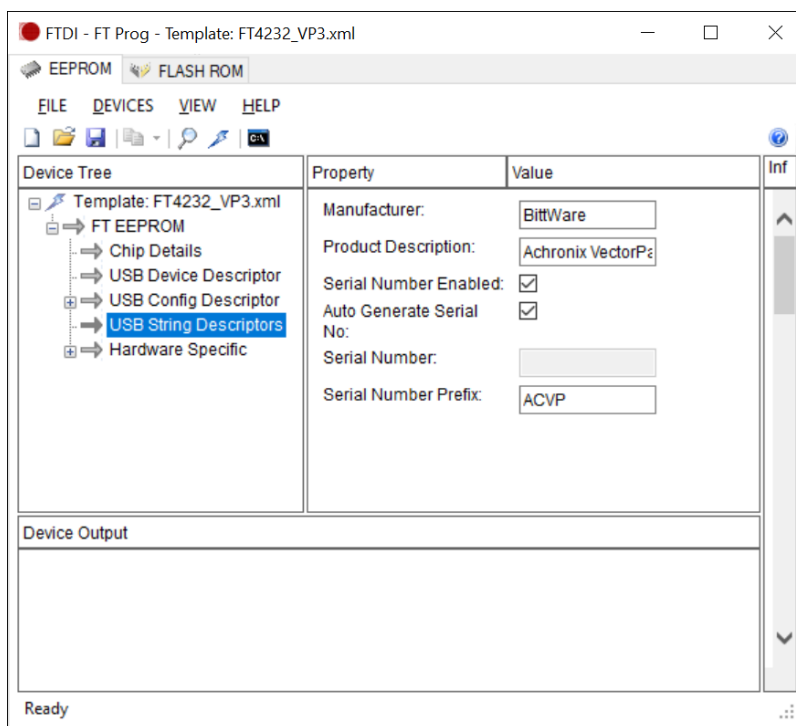 FTDI - FT Prog - Template: FT4232_VP3.xml
EEPROM FLASH ROM
FILE DEVICES VIEW HELP
C:\
Device Tree Property Value Inf
Template: FT4232_VP3.xml
FT EEPROM
Chip Details
USB Device Descriptor
USB Config Descriptor
USB String Descriptors
Hardware Specific
Manufacturer: BittWare
Product Description: Achronix VectorPa
Serial Number Enabled:
Auto Generate Serial
No:
Serial Number:
Serial Number Prefix: ACVP
Device Output
Ready